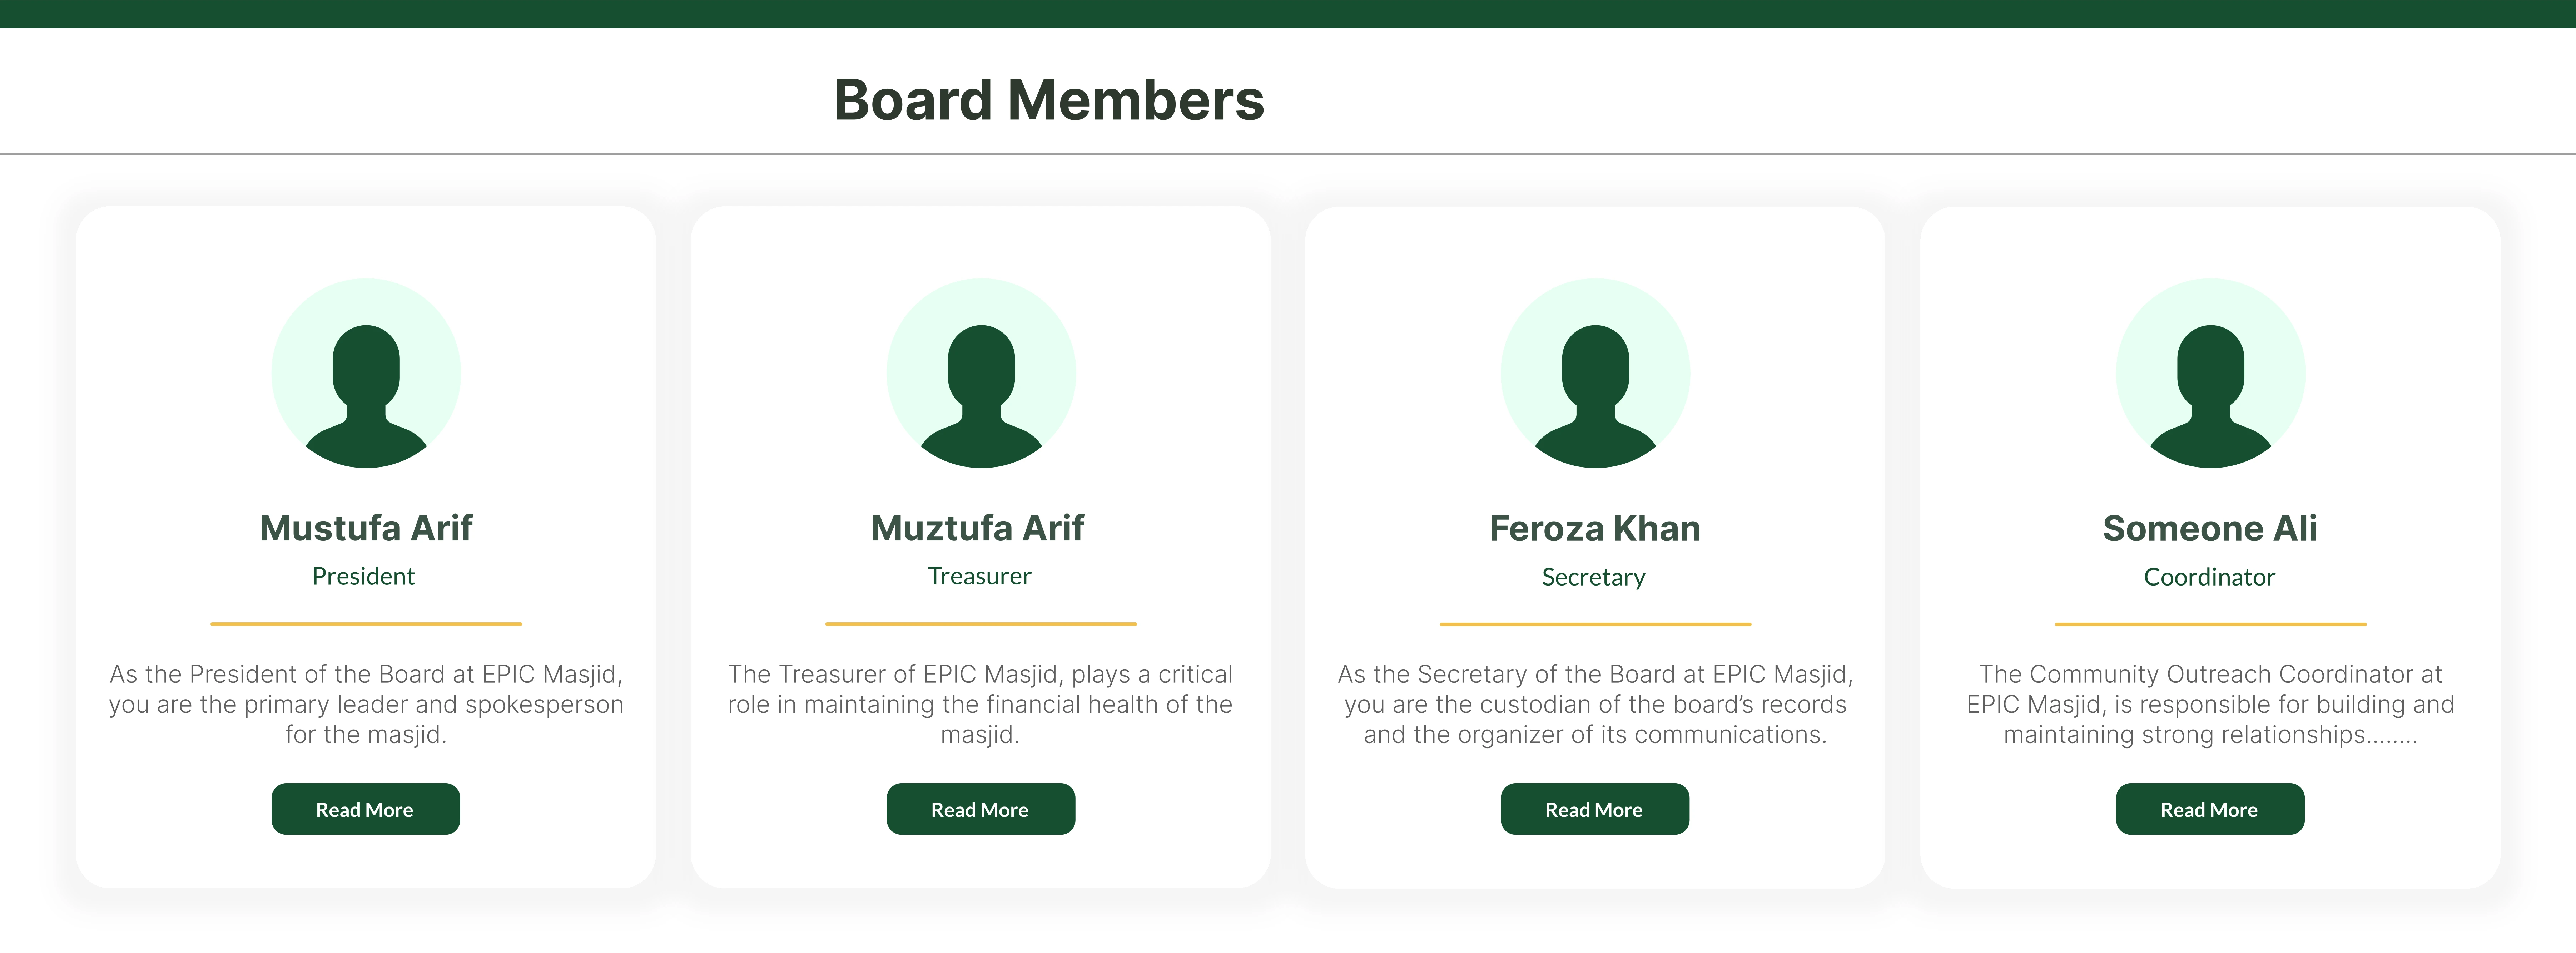 Board Members
Mustufa Arif
President
As the President of the Board at EPIC Masjid,
you are the primary leader and spokesperson
for the masjid.
Read More
Muztufa Arif
Treasurer
The Treasurer of EPIC Masjid, plays a critical
role in maintaining the financial health of the
masjid.
Read More
Feroza Khan
Secretary
As the Secretary of the Board at EPIC Masjid,
you are the custodian of the board’s records
and the organizer of its communications.
Read More
Someone Ali
Coordinator
The Community Outreach Coordinator at
EPIC Masjid, is responsible for building and
maintaining strong relationships........
Read More